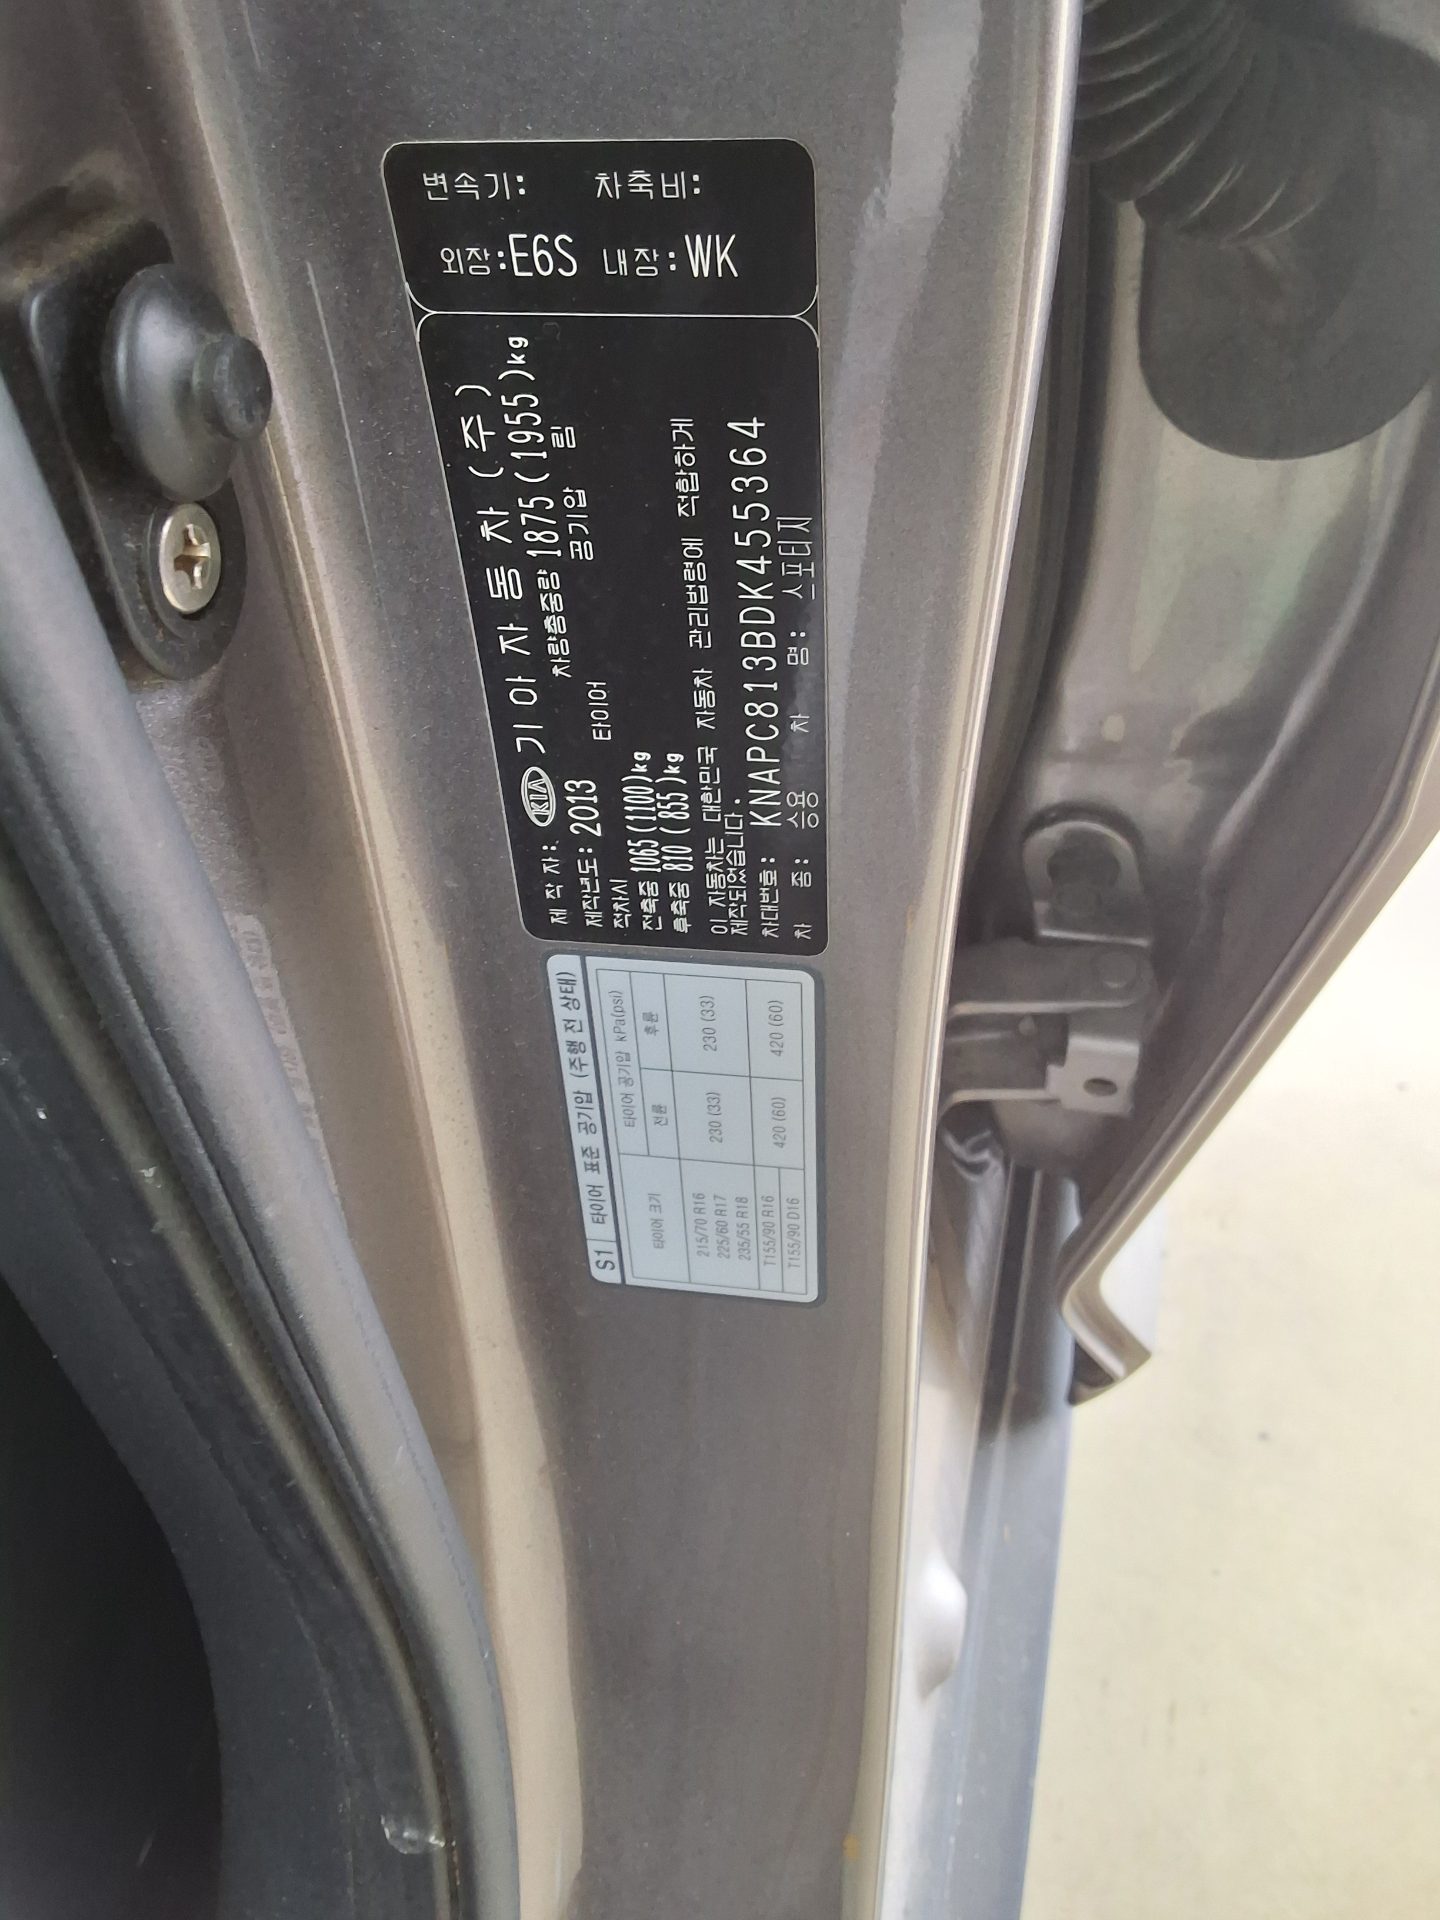 변속기: 차축비:
외장:E6S 내장:WK
제 작 자: KIA 기 아 자 동 차 (주)
제작년도: 2013 차량총중량 1875(1955)kg
적차시 타이어 공기압 림
전축중 1065(1100)kg
후축중 810(855)kg
이 자동차는 대한민국 자동차 관리법령에 적합하게
제작되었습니다.
차대번호: KNAPC813BDK455364
차 종: 승용 차 명: 스포티지
S1 타이어 표준 공기압 (주행 전 상태)
타이어 크기 타이어 공기압 kPa(psi)
전륜 후륜
215/70 R16
225/60 R17 230 (33) 230 (33)
235/55 R18
T155/90 R16 420 (60) 420 (60)
T155/90 D16